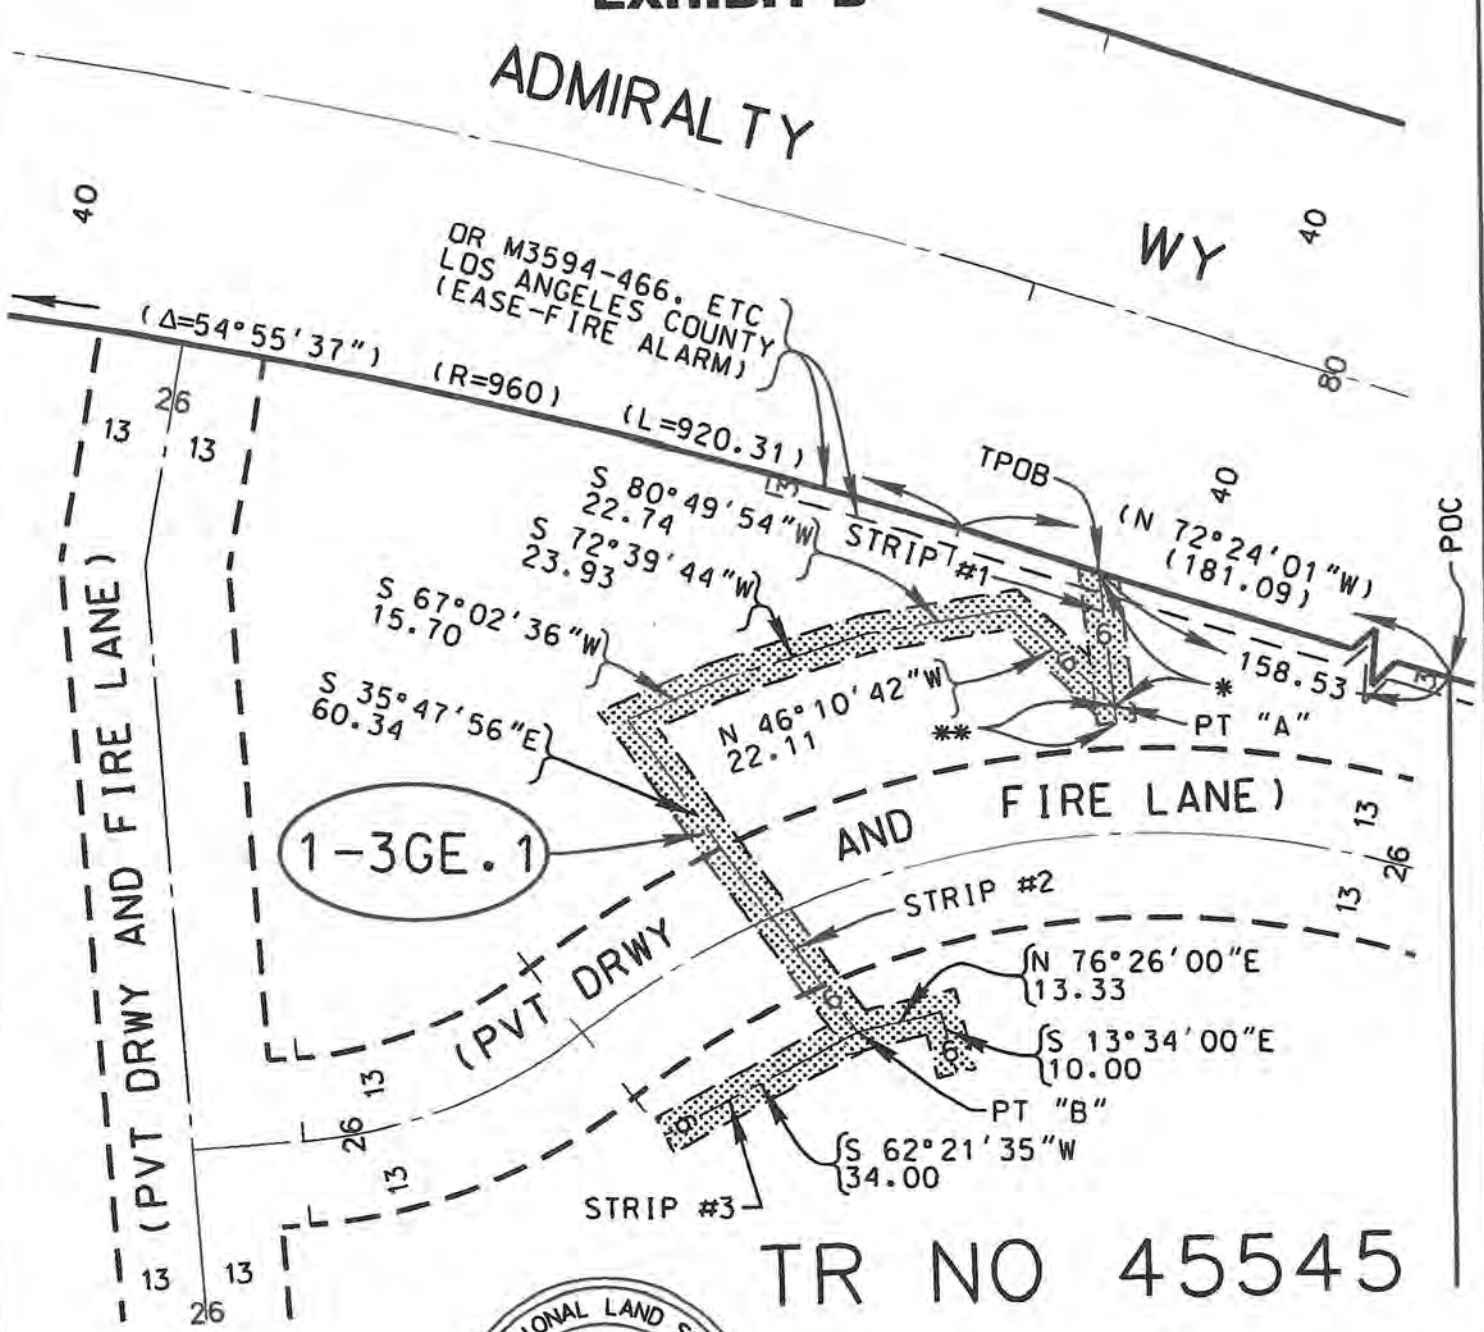 ADMIRALTY
WY
40
40
80
40
OR M3594-466, ETC
LOS ANGELES COUNTY
(EASE-FIRE ALARM)
(Δ=54°55'37")
(R=960)
(L=920.31)
26
13
13
3
TPOB
(N 72°24'01"W)
(181.09)
POC
S 80°49'54"W
22.74
STRIP #1
S 72°39'44"W
23.93
S 67°02'36"W
15.70
S 35°47'56"E
60.34
6
6
N 46°10'42"W
22.11
*
**
158.53
3
PT "A"
1-3GE.1
(PVT DRWY AND FIRE LANE)
(PVT DRWY
AND
FIRE LANE)
13
26
13
STRIP #2
6
N 76°26'00"E
13.33
S 13°34'00"E
10.00
6
PT "B"
S 62°21'35"W
34.00
6
STRIP #3
13
26
13
13
13
26
TR NO 45545
IONAL LAND S